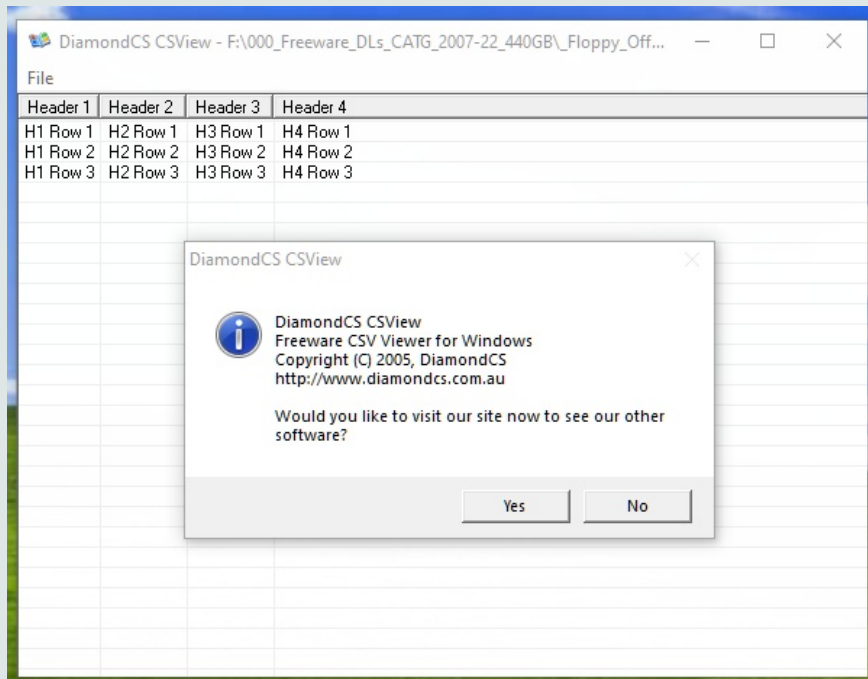 DiamondCS CSView - F:\000_Freeware_DLs_CATG_2007-22_440GB\_Floppy_Off...
File
Header 1 Header 2 Header 3 Header 4
H1 Row 1 H2 Row 1 H3 Row 1 H4 Row 1
H1 Row 2 H2 Row 2 H3 Row 2 H4 Row 2
H1 Row 3 H2 Row 3 H3 Row 3 H4 Row 3
DiamondCS CSView
DiamondCS CSView
Freeware CSV Viewer for Windows
Copyright (C) 2005, DiamondCS
http://www.diamondcs.com.au
Would you like to visit our site now to see our other
software?
Yes No